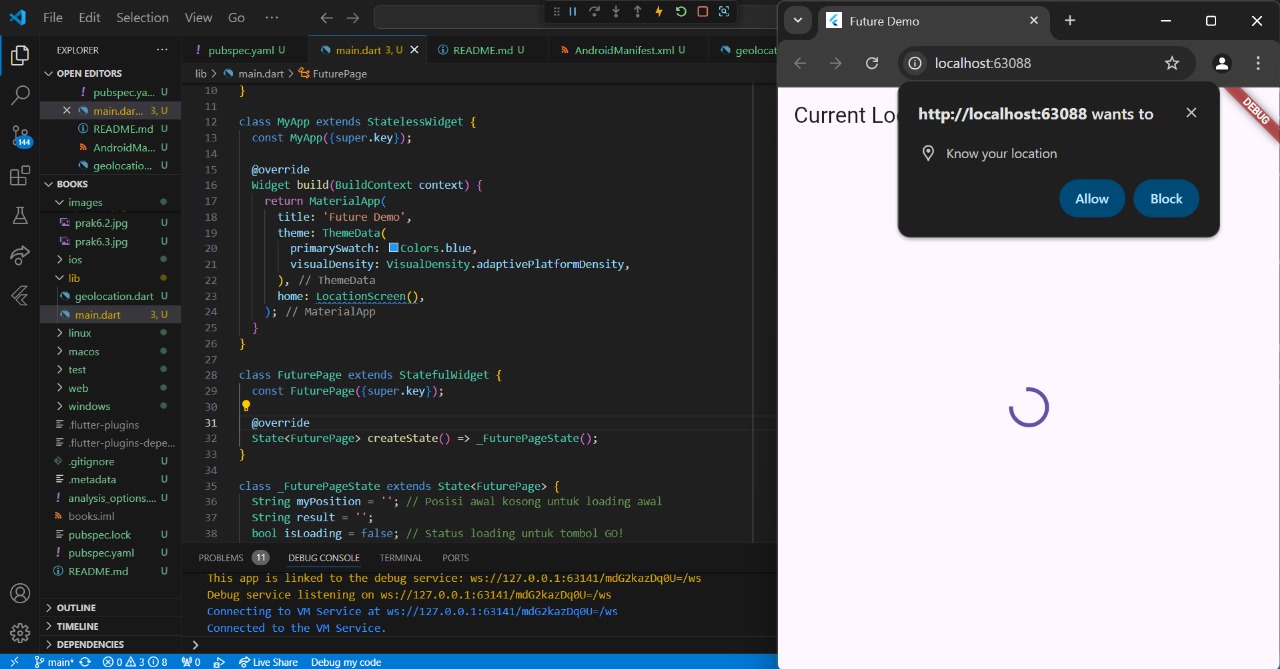 File Edit Selection View Go ···
EXPLORER ···
OPEN EDITORS
! pubspec.ya... U
main.dar... 3, U
README.md U
AndroidMa... U
geolocatio... U
BOOKS
images
prak6.2.jpg U
prak6.3.jpg U
ios
lib
geolocation.dart U
main.dart 3, U
linux
macos
test
web
windows
.flutter-plugins
.flutter-plugins-depe...
.gitignore U
.metadata U
! analysis_options.... U
books.iml
pubspec.lock U
! pubspec.yaml U
README.md U
OUTLINE
TIMELINE
DEPENDENCIES
144
! pubspec.yaml U main.dart 3, U README.md U AndroidManifest.xml U geolocat
lib > main.dart > FuturePage
10 }
11
12 class MyApp extends StatelessWidget {
13 const MyApp({super.key});
14
15 @override
16 Widget build(BuildContext context) {
17 return MaterialApp(
18 title: 'Future Demo',
19 theme: ThemeData(
20 primarySwatch: Colors.blue,
21 visualDensity: VisualDensity.adaptivePlatformDensity,
22 ), // ThemeData
23 home: LocationScreen(),
24 ); // MaterialApp
25 }
26 }
27
28 class FuturePage extends StatefulWidget {
29 const FuturePage({super.key});
30
31 @override
32 State<FuturePage> createState() => _FuturePageState();
33 }
34
35 class _FuturePageState extends State<FuturePage> {
36 String myPosition = ''; // Posisi awal kosong untuk loading awal
37 String result = '';
38 bool isLoading = false; // Status loading untuk tombol GO!
PROBLEMS 11 DEBUG CONSOLE TERMINAL PORTS
This app is linked to the debug service: ws://127.0.0.1:63141/mdG2kazDq0U=/ws
Debug service listening on ws://127.0.0.1:63141/mdG2kazDq0U=/ws
Connecting to VM Service at ws://127.0.0.1:63141/mdG2kazDq0U=/ws
Connected to the VM Service.
>
main* 0 3 8 0 Live Share Debug my code
Future Demo
localhost:63088
Current Lo
DEBUG
http://localhost:63088 wants to
Know your location
Allow Block